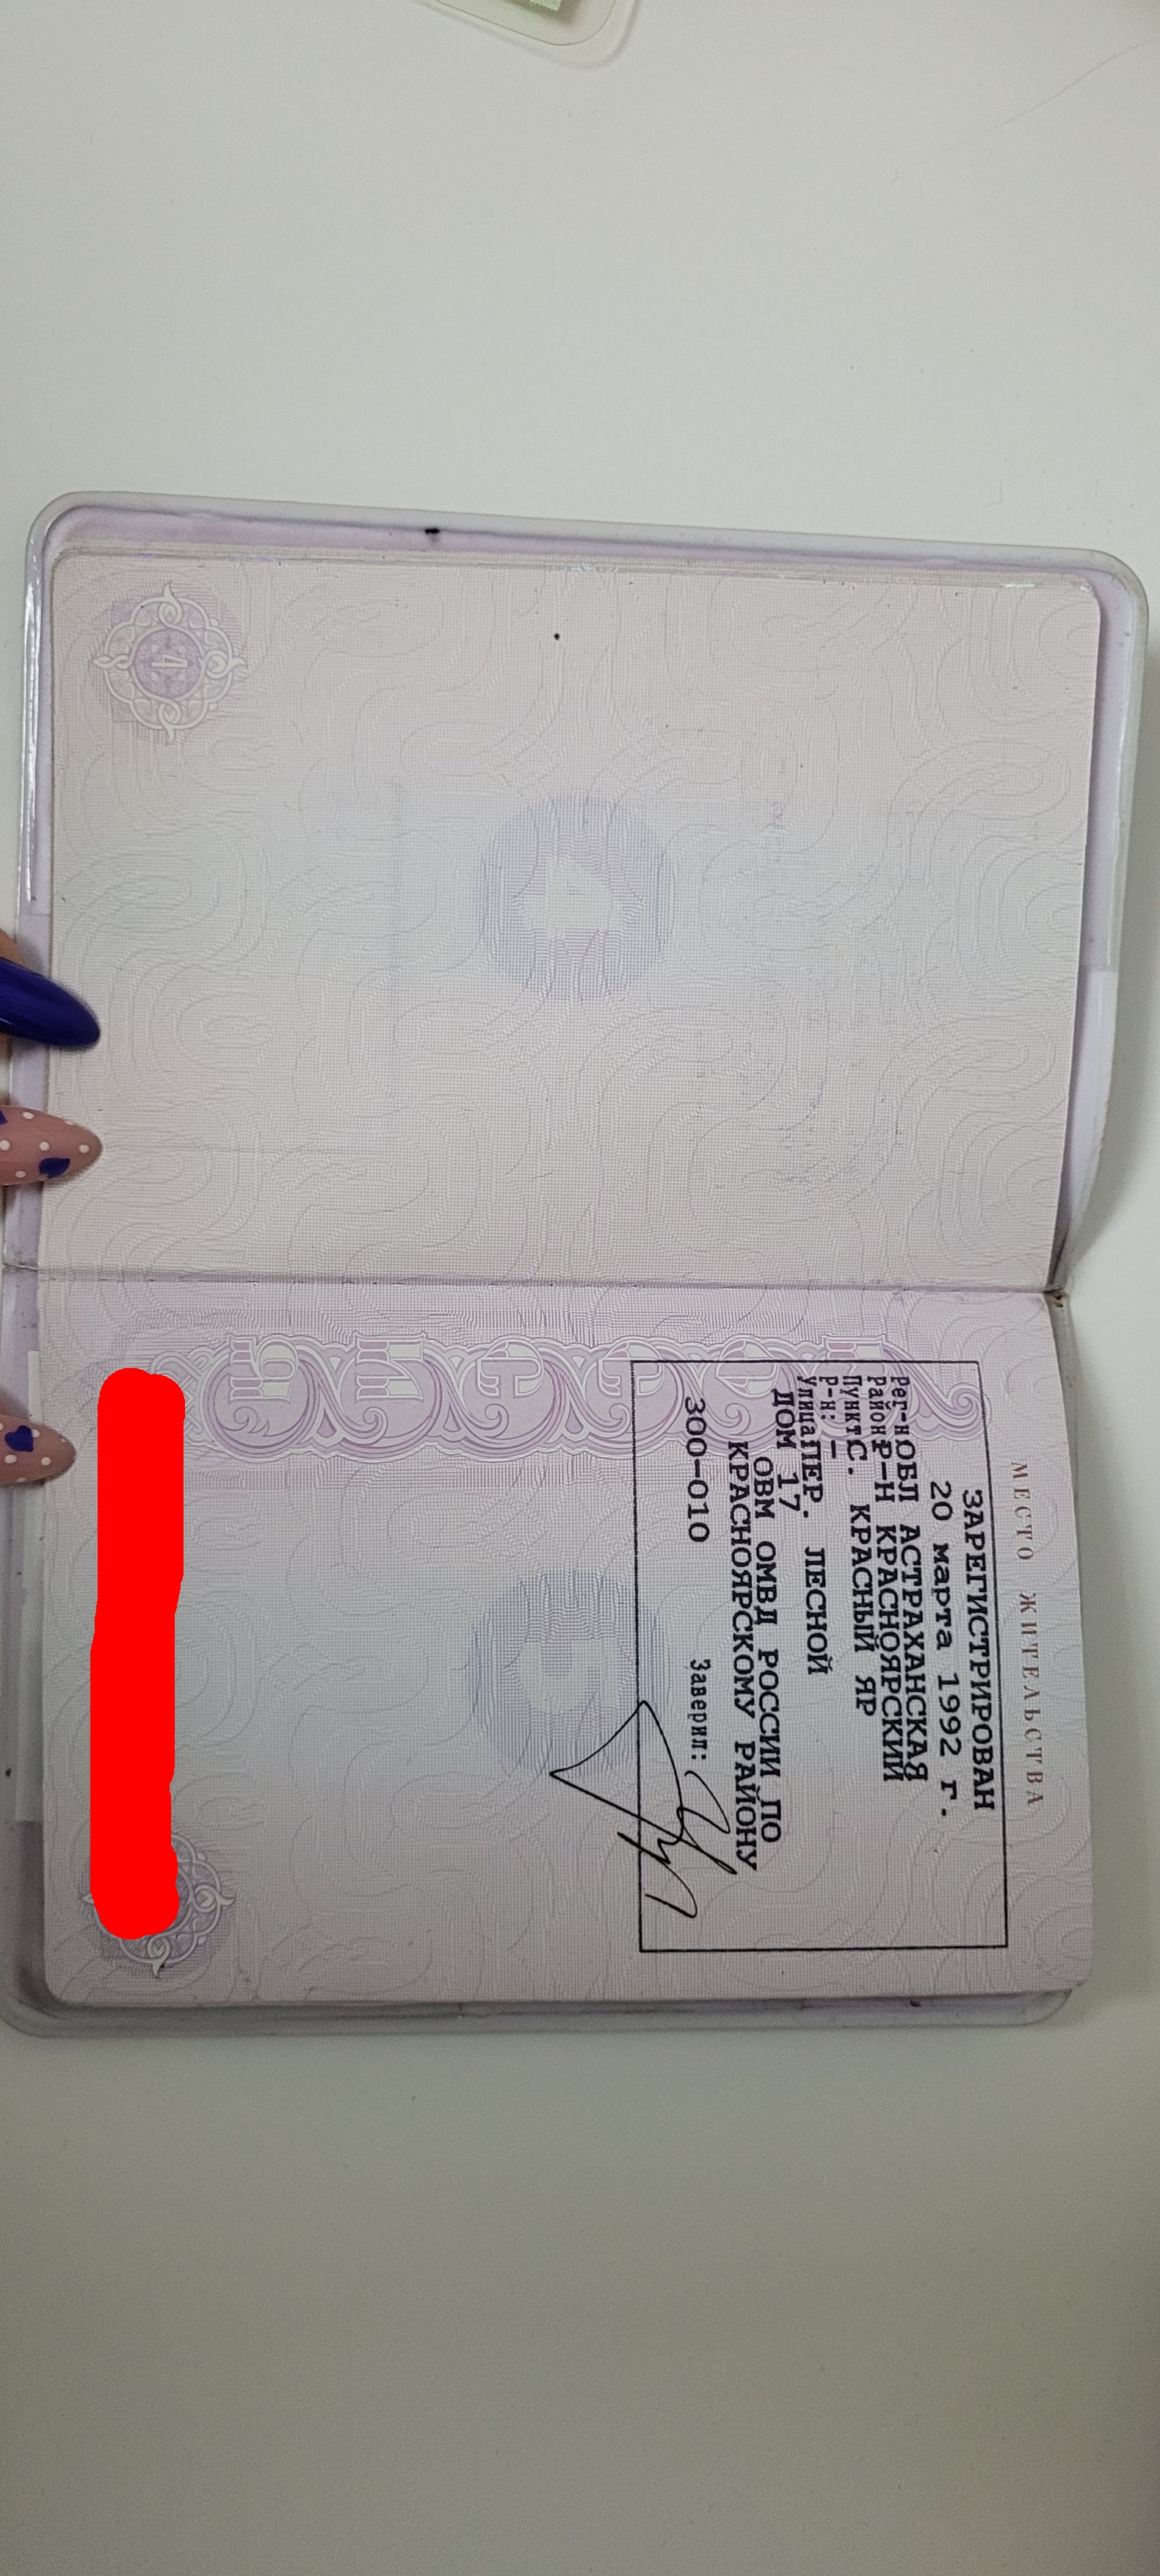 4
МЕСТО ЖИТЕЛЬСТВА
ЗАРЕГИСТРИРОВАН
20 марта 1992 г.
Рег-н ОБЛ АСТРАХАНСКАЯ
район Р-Н КРАСНОЯРСКИЙ
пункт С. КРАСНЫЙ ЯР
Р-н: –
улица ПЕР. ЛЕСНОЙ
ДОМ 17
ОВМ ОМВД РОССИИ ПО
КРАСНОЯРСКОМУ РАЙОНУ
300-010 Заверил: